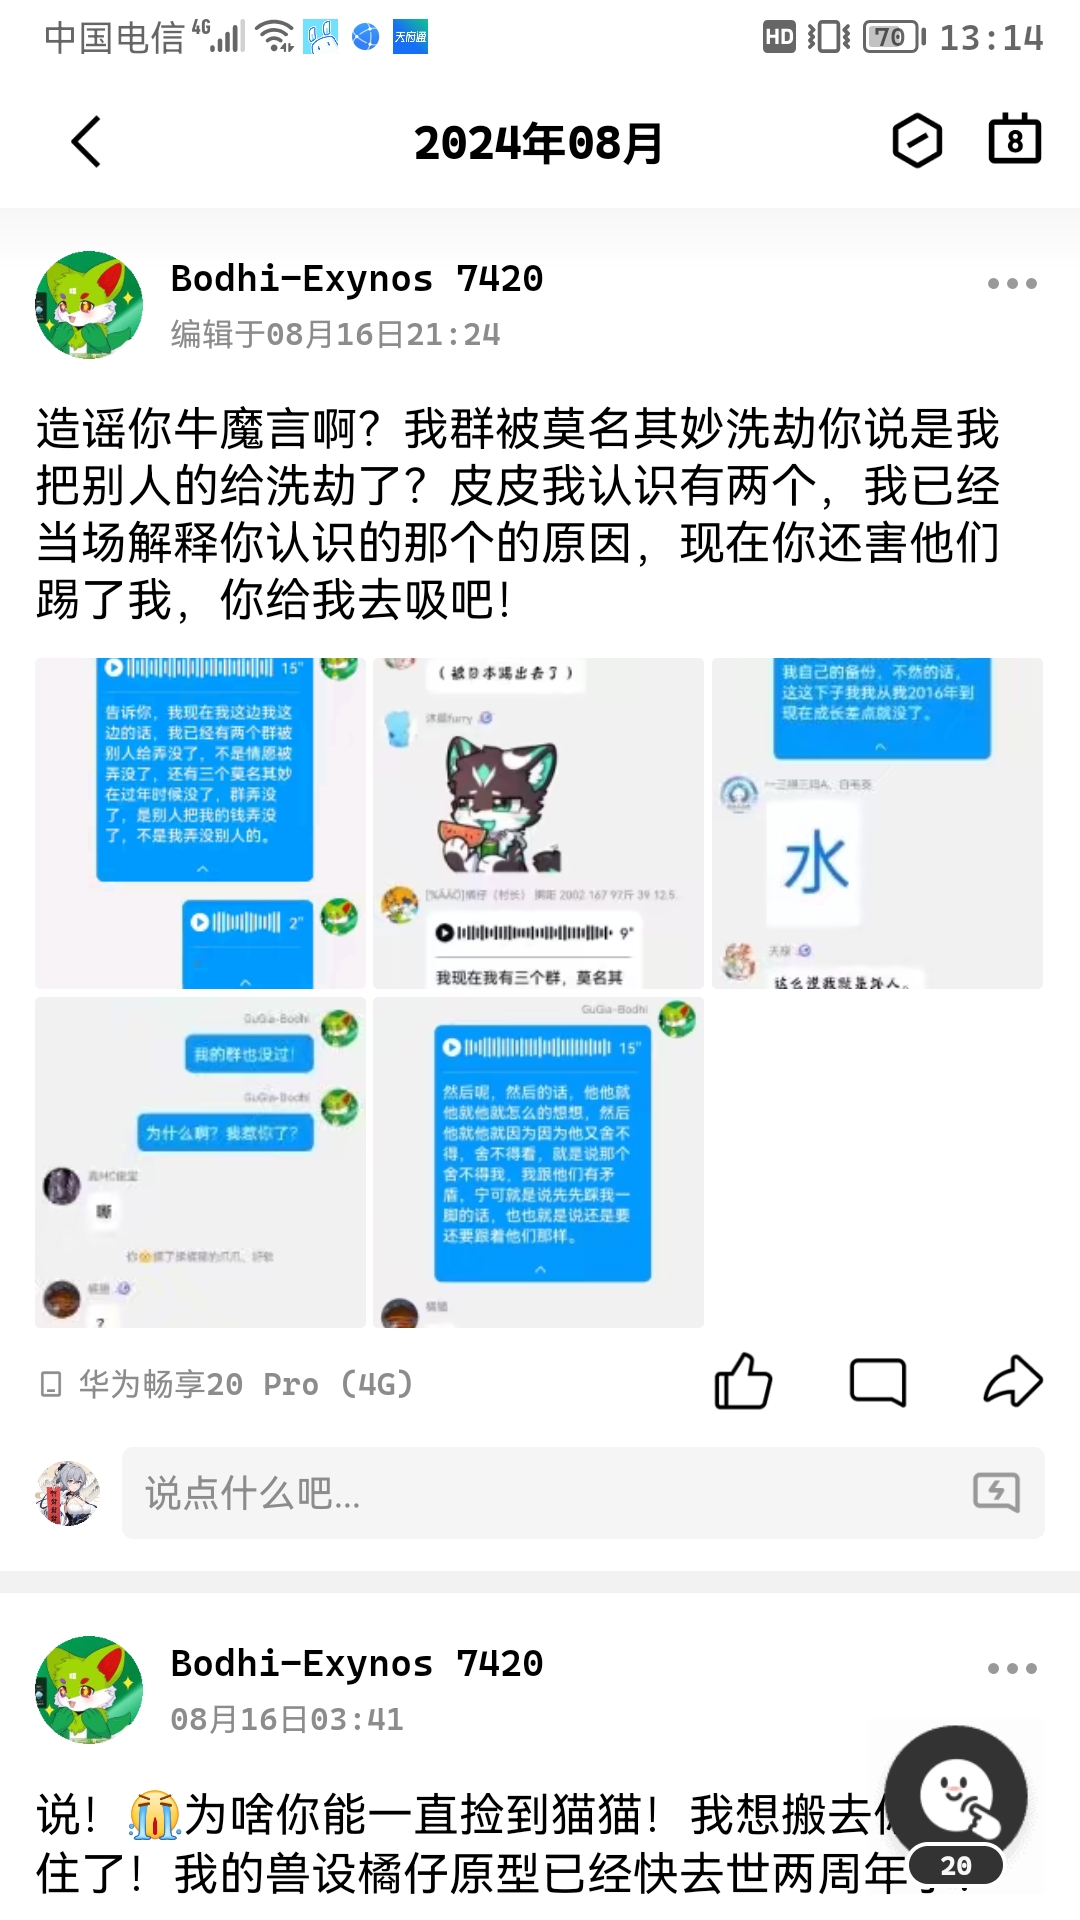 中国电信 4G
天府通
HD
70
13:14
2024年08月
8
Bodhi-Exynos 7420
编辑于08月16日21:24
造谣你牛魔言啊？我群被莫名其妙洗劫你说是我
把别人的给洗劫了？皮皮我认识有两个，我已经
当场解释你认识的那个的原因，现在你还害他们
踢了我，你给我去吸吧！
15"
告诉你，我现在我这边我这
边的话，我已经有两个群被
别人给弄没了，不是情愿被
弄没了，还有三个莫名其妙
在过年时候没了，群弄没
了，是别人把我的钱弄没
了，不是我弄没别人的。
2"
（被日本踢出去了）
沐晨furry
9"
我现在我有三个群，莫名其
我自己的备份，不然的话，
这这下子我我从我2016年到
现在成长差点就没了。
水
天禄
这么说我就是外人。
GuGia-Bodhi
我的群也没过！
GuGia-Bodhi
为什么啊？我惹你了？
嘶
?
GuGia-Bodhi
15"
然后呢，然后的话，他他就
他就他就怎么的想想，然后
他就他就因为因为他又舍不
得，舍不得看，就是说那个
舍不得我，我跟他们有矛
盾，宁可就是说先先踩我一
脚的话，也也就是说还是要
还要跟着他们那样。
华为畅享20 Pro (4G)
说点什么吧...
Bodhi-Exynos 7420
08月16日03:41
说！为啥你能一直捡到猫猫！我想搬去
住了！我的兽设橘仔原型已经快去世两周年
20